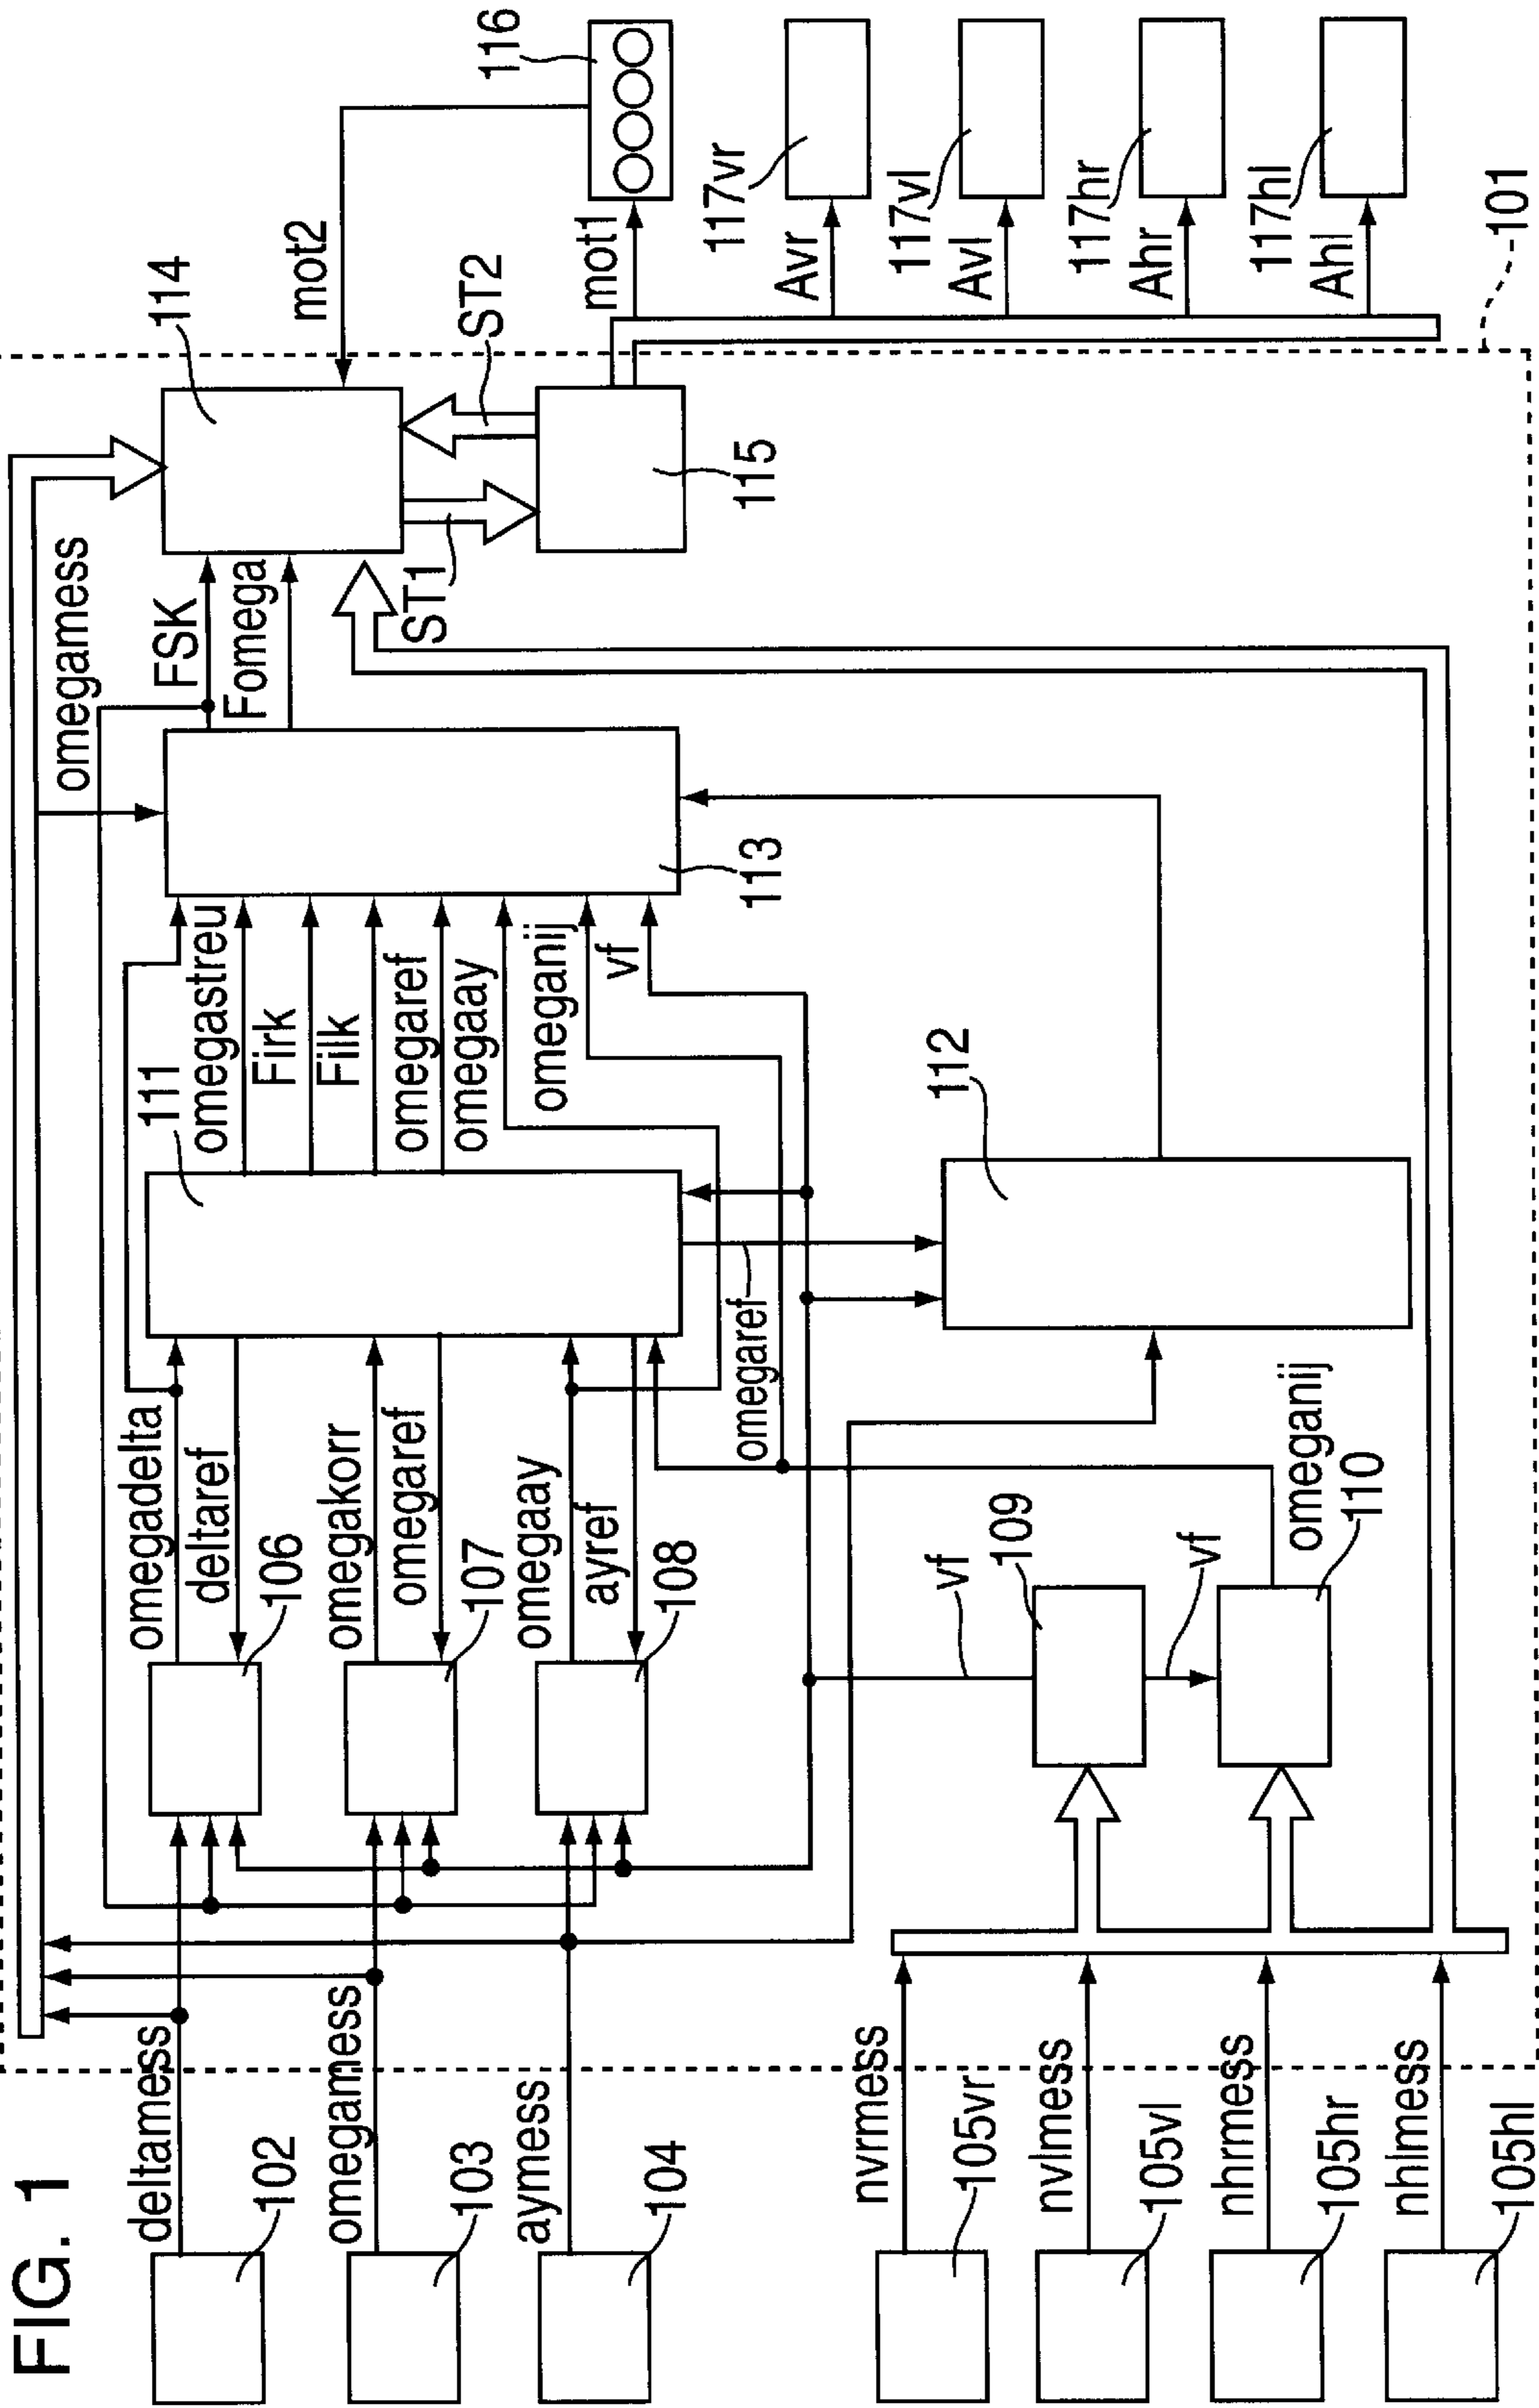 FIG. 1
deltamess
102
omegamess
103
aymess
104
nvrmess
105vr
nvlmess
105vl
nhrmess
105hr
nhlmess
105hl
omegadelta
deltaref
106
omegakorr
omegaref
107
omegaay
ayref
108
vf
109
vf
omeganij
110
111
omegastreu
Firk
Filk
omegaref
omegaay
omeganij
vf
omegaref
112
113
omegamess
FSK
Fomega
114
ST1
ST2
115
mot2
116
mot1
117vr
Avr
117vl
Avl
117hr
Ahr
117hl
Ahl
101